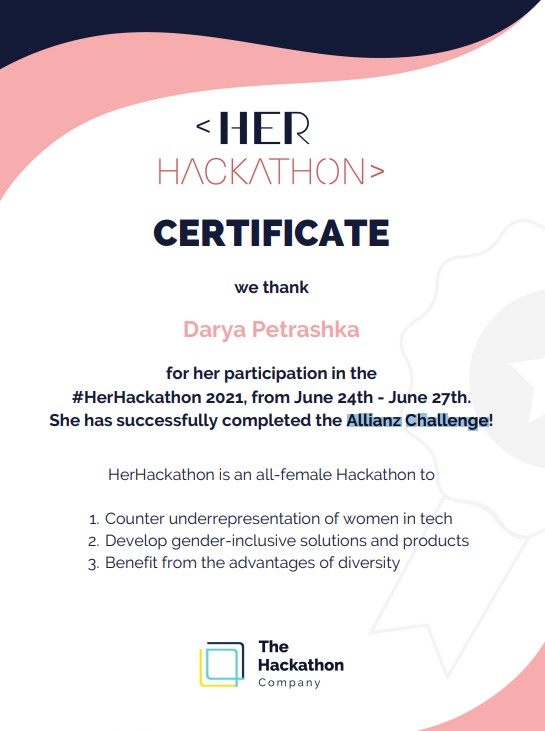 <HER
HACKATHON>
CERTIFICATE
we thank
Darya Petrashka
for her participation in the
#HerHackathon 2021, from June 24th - June 27th.
She has successfully completed the Allianz Challenge!
HerHackathon is an all-female Hackathon to
1. Counter underrepresentation of women in tech
2. Develop gender-inclusive solutions and products
3. Benefit from the advantages of diversity
The
Hackathon
Company